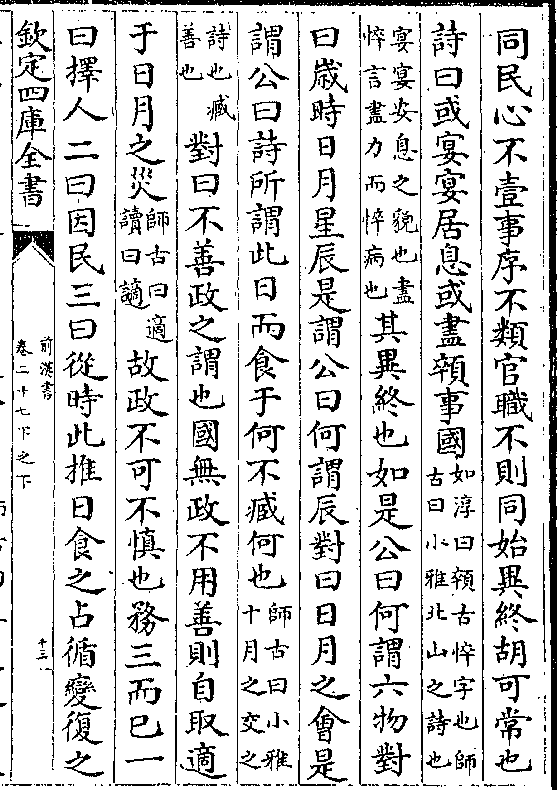 同民心不壹事序不類官職不則同始異終胡可常也
詩曰或宴宴居息或盡顇事國如淳曰顇古悴字也師古曰小雅北山之詩也
宴宴安息之貌也盡悴言盡力而悴病也其異終也如是公曰何謂六物對
曰歲時日月星辰是謂公曰何謂辰對曰日月之會是
謂公曰詩所謂此日而食于何不臧何也師古曰小雅十月之交之
詩也臧善也對曰不善政之謂也國無政不用善則自取適
于日月之災師古曰適讀曰謫故政不可不慎也務三而已一
曰擇人二曰因民三曰從時此推日食之占循變復之
欽定四庫全書
前漢書
卷二十七下之下
十三